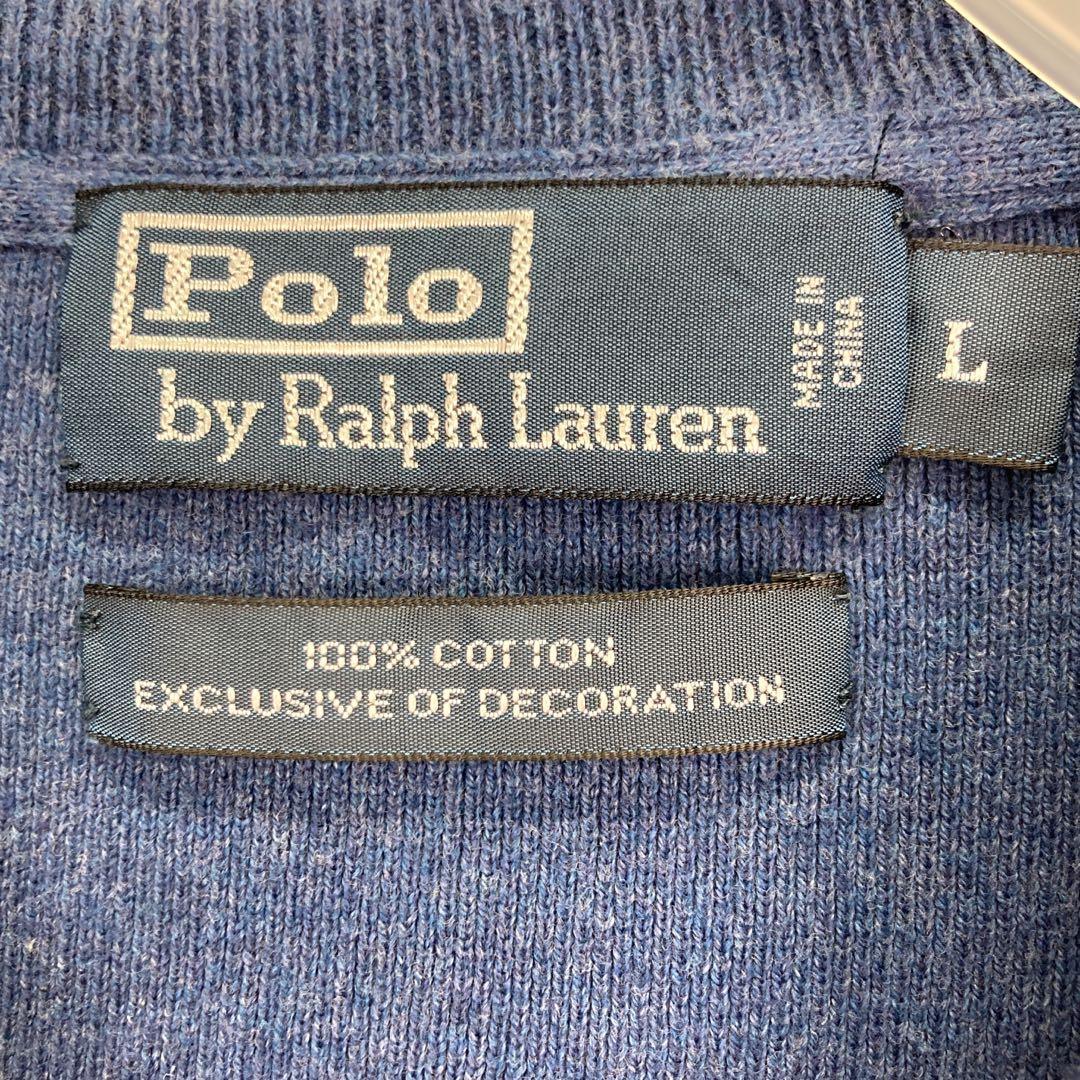 Polo
by Ralph Lauren
MADE IN
CHINA
L
100% COTTON
EXCLUSIVE OF DECORATION